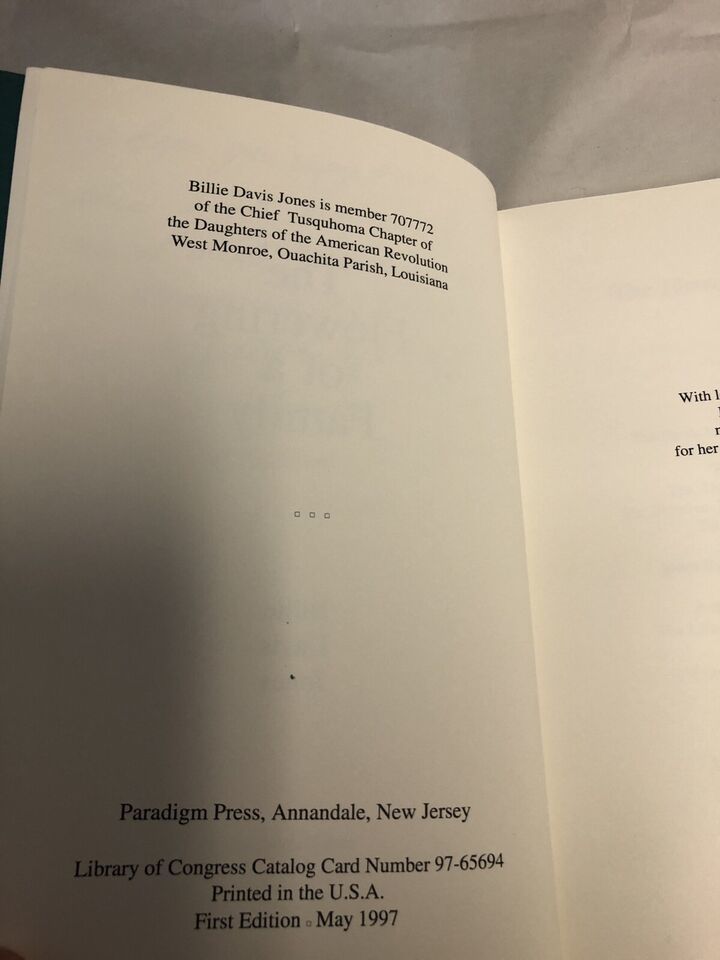 Billie Davis Jones is member 707772
of the Chief Tusquhoma Chapter of
the Daughters of the American Revolution
West Monroe, Ouachita Parish, Louisiana
▫ ▫ ▫
Paradigm Press, Annandale, New Jersey
Library of Congress Catalog Card Number 97-65694
Printed in the U.S.A.
First Edition ▫ May 1997
With
for her